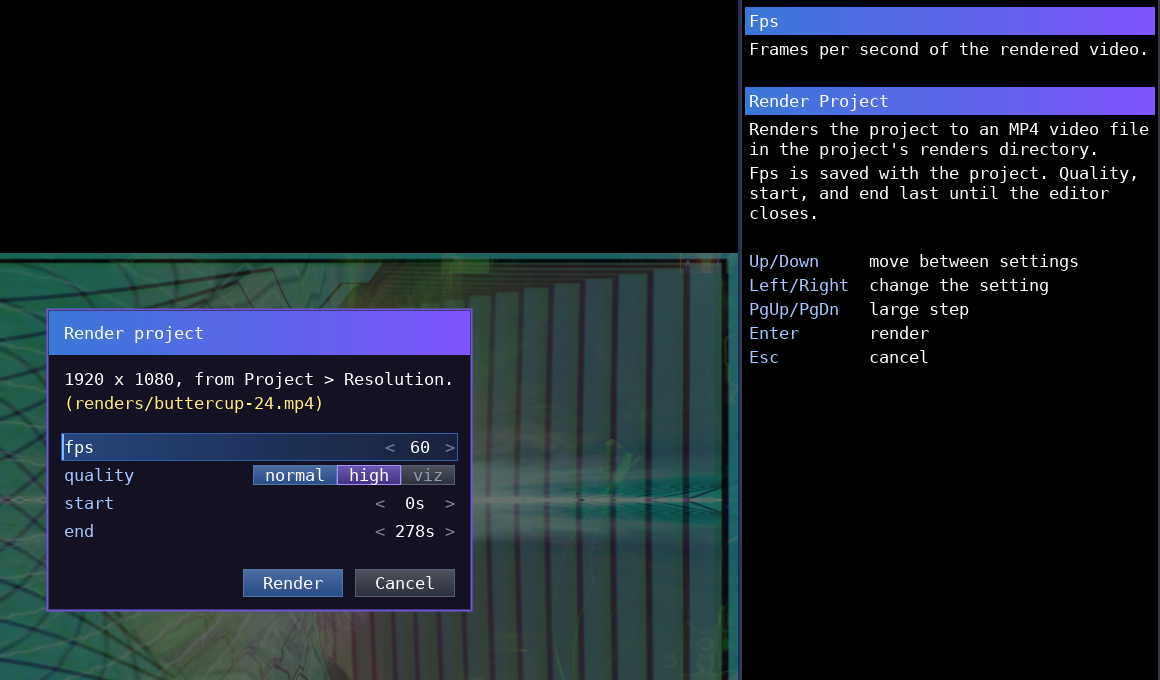 Fps
Frames per second of the rendered video.
Render Project
Renders the project to an MP4 video file
in the project's renders directory.
Fps is saved with the project. Quality,
start, and end last until the editor
closes.
Up/Down move between settings
Left/Right change the setting
PgUp/PgDn large step
Enter render
Esc cancel
Render project
1920 x 1080, from Project > Resolution.
(renders/buttercup-24.mp4)
fps < 60 >
quality normal high viz
start < 0s >
end < 278s >
Render Cancel